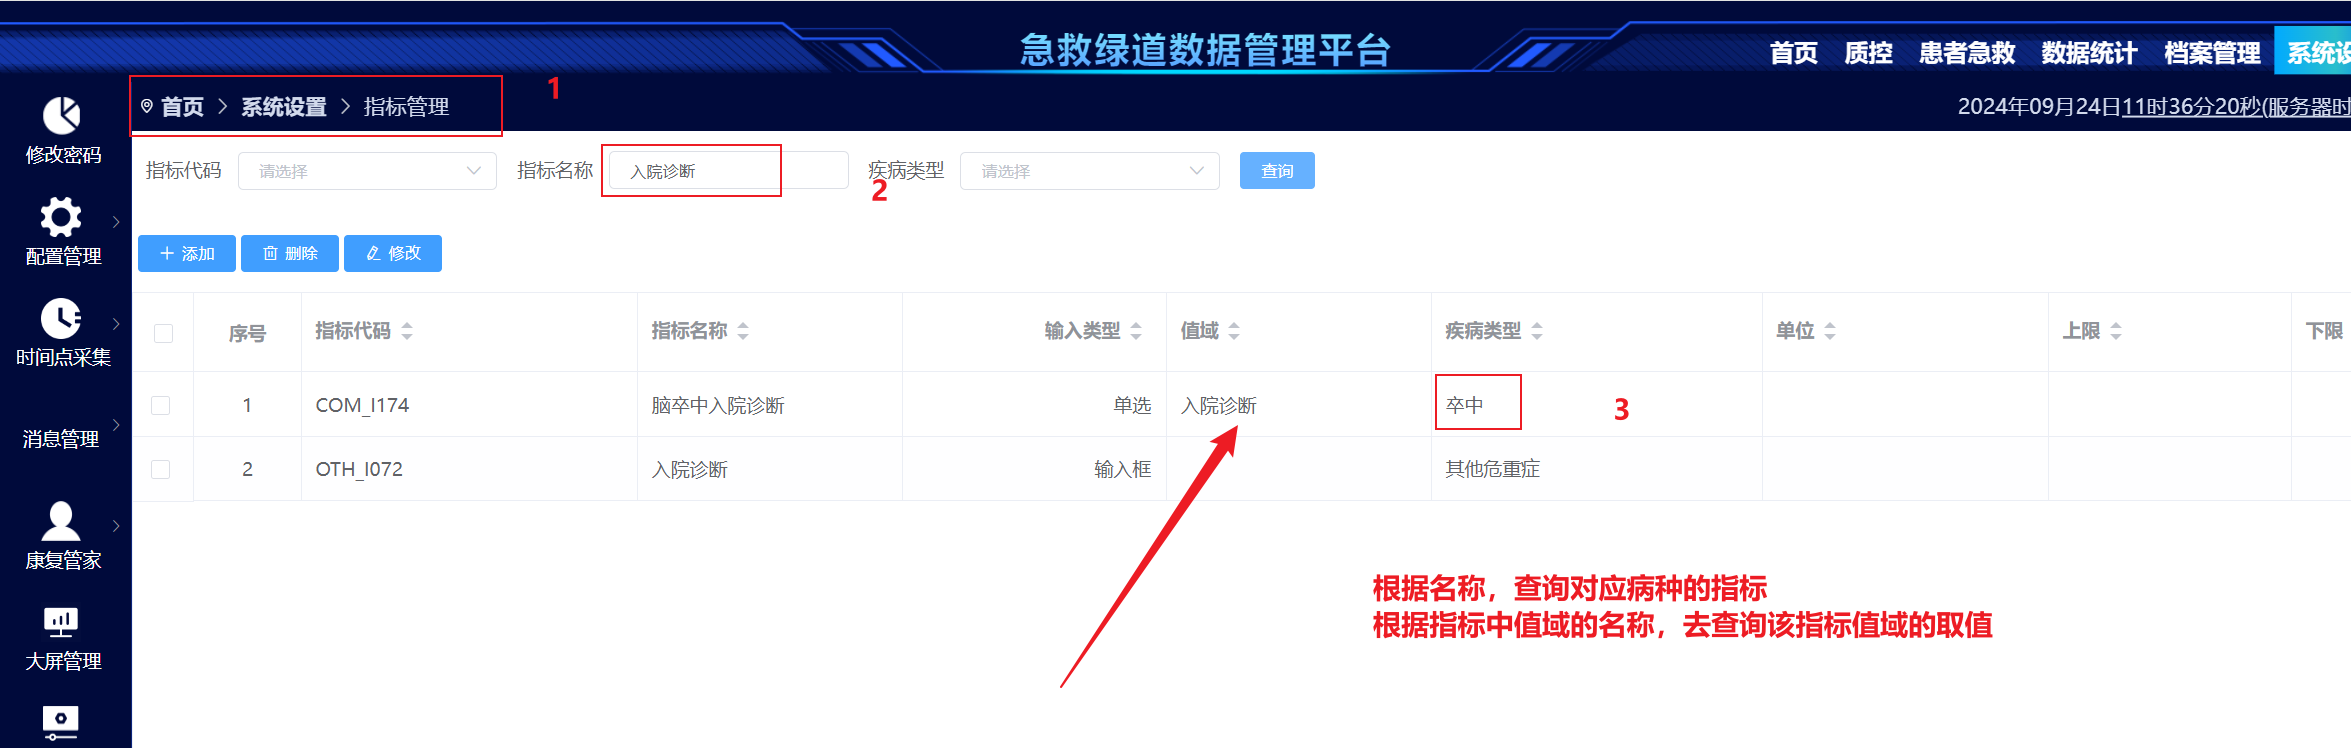 急救绿道数据管理平台
首页 质控 患者急救 数据统计 档案管理 系统设
首页 > 系统设置 > 指标管理
1
2024年09月24日11时36分20秒(服务器时
修改密码
配置管理
时间点采集
消息管理
康复管家
大屏管理
指标代码 请选择 指标名称 入院诊断 疾病类型 请选择 查询
2
+ 添加 删除 修改
序号 指标代码 指标名称 输入类型 值域 疾病类型 单位 上限 下限
1 COM_I174 脑卒中入院诊断 单选 入院诊断 卒中
3
2 OTH_I072 入院诊断 输入框 其他危重症
根据名称，查询对应病种的指标
根据指标中值域的名称，去查询该指标值域的取值